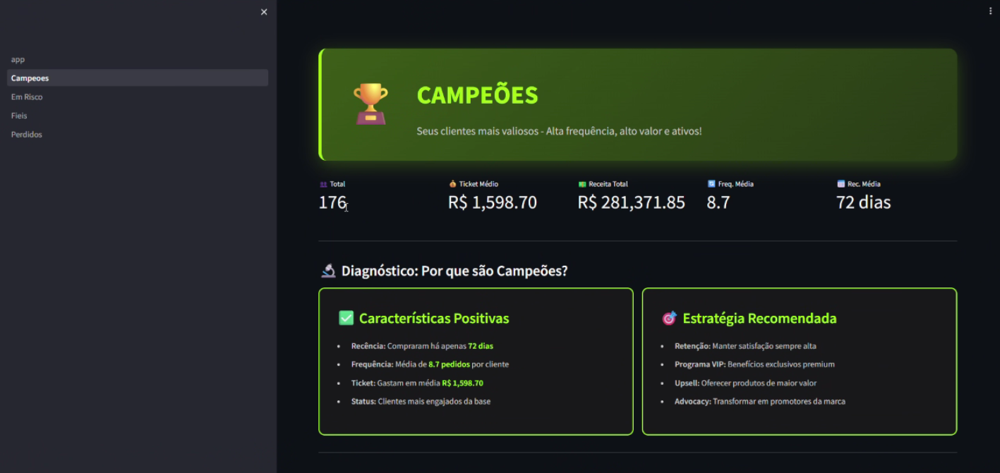 app
Campeoes
Em Risco
Fieis
Perdidos
CAMPEÕES
Seus clientes mais valiosos - Alta frequência, alto valor e ativos!
Total
176
Ticket Médio
R$ 1,598.70
Receita Total
R$ 281,371.85
Freq. Média
8.7
Rec. Média
72 dias
Diagnóstico: Por que são Campeões?
Características Positivas
• Recência: Compraram há apenas 72 dias
• Frequência: Média de 8.7 pedidos por cliente
• Ticket: Gastam em média R$ 1,598.70
• Status: Clientes mais engajados da base
Estratégia Recomendada
• Retenção: Manter satisfação sempre alta
• Programa VIP: Benefícios exclusivos premium
• Upsell: Oferecer produtos de maior valor
• Advocacy: Transformar em promotores da marca